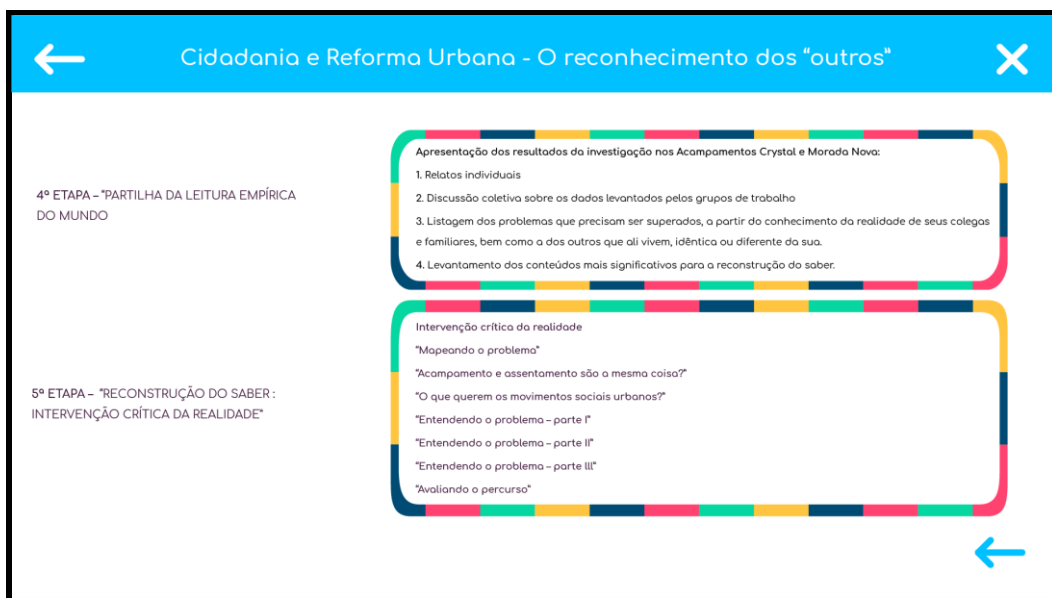 Cidadania e Reforma Urbana - O reconhecimento dos “outros”
4ª ETAPA – “PARTILHA DA LEITURA EMPÍRICA
DO MUNDO
Apresentação dos resultados da investigação nos Acampamentos Crystal e Morada Nova:
1. Relatos individuais
2. Discussão coletiva sobre os dados levantados pelos grupos de trabalho
3. Listagem dos problemas que precisam ser superados, a partir do conhecimento da realidade de seus colegas
e familiares, bem como a dos outros que ali vivem, idêntica ou diferente da sua.
4. Levantamento dos conteúdos mais significativos para a reconstrução do saber.
5ª ETAPA – “RECONSTRUÇÃO DO SABER :
INTERVENÇÃO CRÍTICA DA REALIDADE”
Intervenção crítica da realidade
“Mapeando o problema”
“Acampamento e assentamento são a mesma coisa?”
“O que querem os movimentos sociais urbanos?”
“Entendendo o problema – parte I”
“Entendendo o problema – parte II”
“Entendendo o problema – parte III”
“Avaliando o percurso”